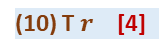 (10) T r [4]